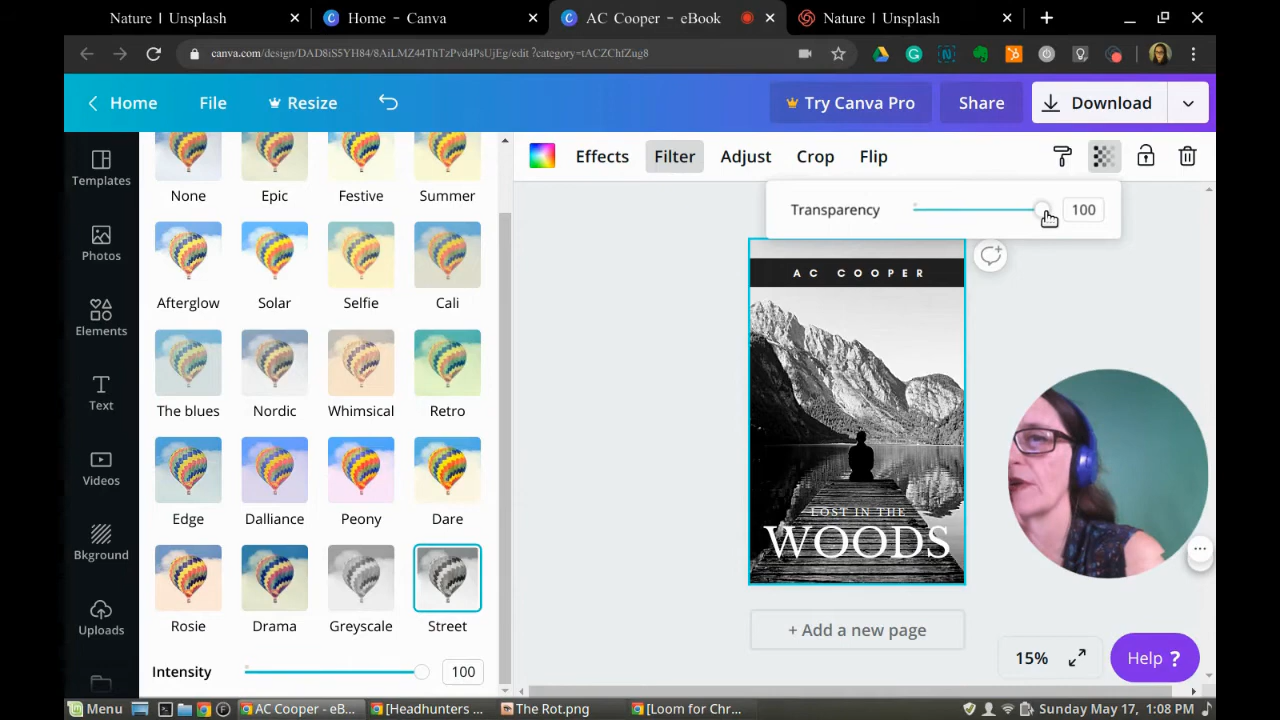 Nature | Unsplash
Home - Canva
AC Cooper - eBook
Nature | Unsplash
canva.com/design/DAD8iS5YH84/8AiLMZ44ThTzPvd4PsUjEg/edit?category=tACZChfZug8
Home
File
Resize
Try Canva Pro
Share
Download
Templates
Photos
Elements
Text
Videos
Bkground
Uploads
None
Epic
Festive
Summer
Afterglow
Solar
Selfie
Cali
The blues
Nordic
Whimsical
Retro
Edge
Dalliance
Peony
Dare
Rosie
Drama
Greyscale
Street
Intensity
100
Effects
Filter
Adjust
Crop
Flip
Transparency
100
AC COOPER
LOST IN THE
WOODS
+ Add a new page
15%
Help ?
Menu
AC Cooper - eB...
[Headhunters ...
The Rot.png
[Loom for Chr...
Sunday May 17, 1:08 PM